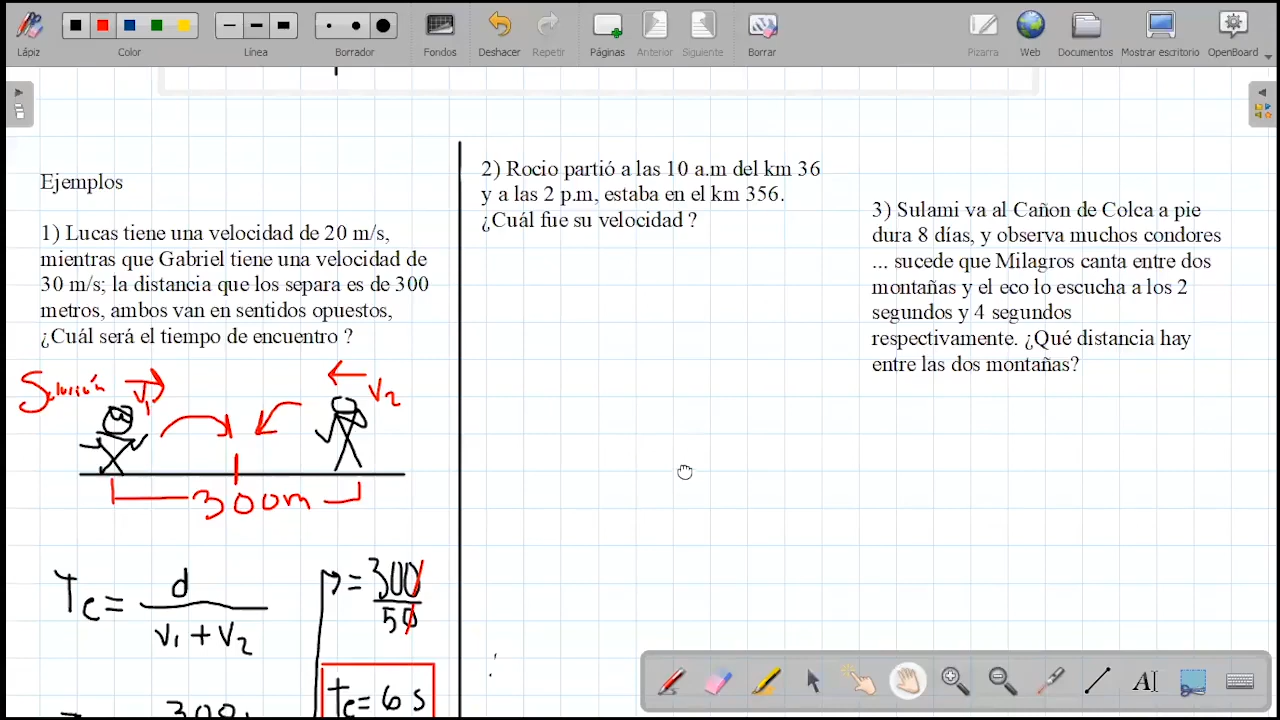 Lápiz
Color
Línea
Borrador
Fondos
Deshacer
Repetir
Páginas
Anterior
Siguiente
Borrar
Pizarra
Web
Documentos
Mostrar escritorio
OpenBoard
Ejemplos
1) Lucas tiene una velocidad de 20 m/s,
mientras que Gabriel tiene una velocidad de
30 m/s; la distancia que los separa es de 300
metros, ambos van en sentidos opuestos,
¿Cuál será el tiempo de encuentro ?
Solución
V1
V2
300m
Te = d / V1 + V2
= 300 / 50
te = 6 s
300
2) Rocio partió a las 10 a.m del km 36
y a las 2 p.m, estaba en el km 356.
¿Cuál fue su velocidad ?
3) Sulami va al Cañon de Colca a pie
dura 8 días, y observa muchos condores
... sucede que Milagros canta entre dos
montañas y el eco lo escucha a los 2
segundos y 4 segundos
respectivamente. ¿Qué distancia hay
entre las dos montañas?